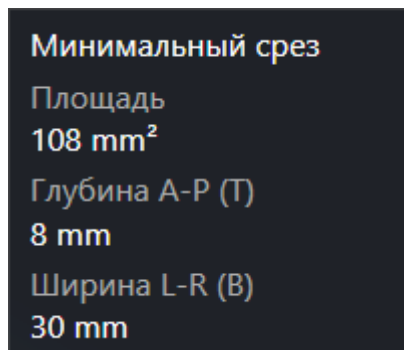 Минимальный срез
Площадь
108 mm²
Глубина A-P (T)
8 mm
Ширина L-R (B)
30 mm